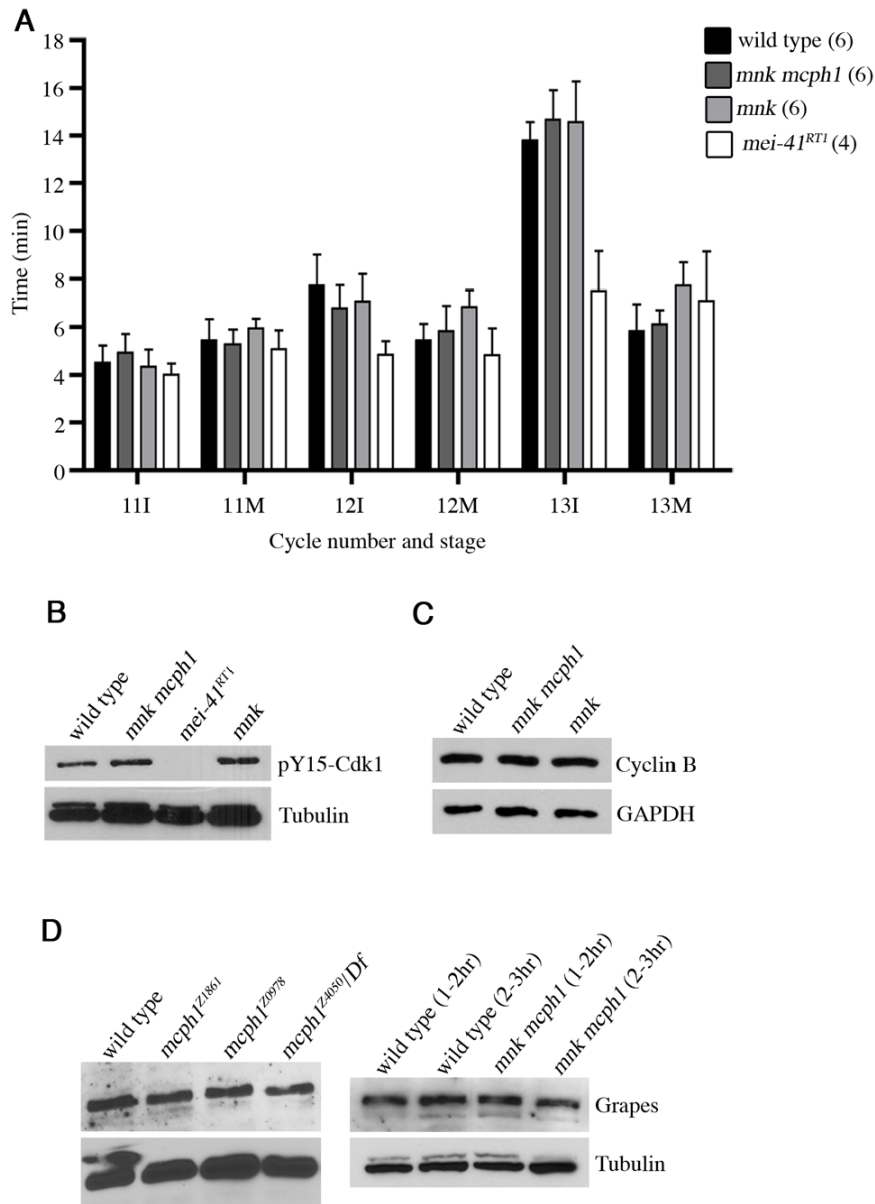 A
18
16
14
12
10
8
6
4
2
0
Time (min)
11I 11M 12I 12M 13I 13M
Cycle number and stage
wild type (6)
mnk mcph1 (6)
mnk (6)
mei-41RT1 (4)
B
wild type
mnk mcph1
mei-41RT1
mnk
pY15-Cdk1
Tubulin
C
wild type
mnk mcph1
mnk
Cyclin B
GAPDH
D
wild type
mcph1Z1861
mcph1Z0978
mcph1Z4050/Df
wild type (1-2hr)
wild type (2-3hr)
mnk mcph1 (1-2hr)
mnk mcph1 (2-3hr)
Grapes
Tubulin